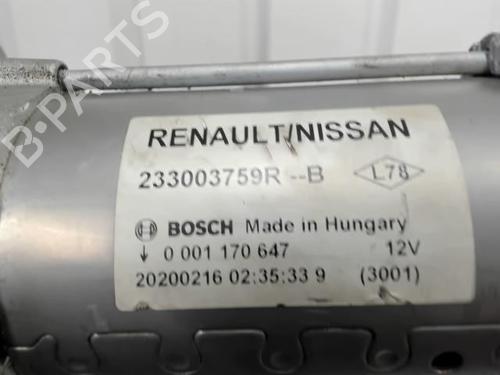 RENAULT/NISSAN
233003759R --B L78
BOSCH Made in Hungary
↓ 0 001 170 647 12V
20200216 02:35:33 9 (3001)
B-PARTS